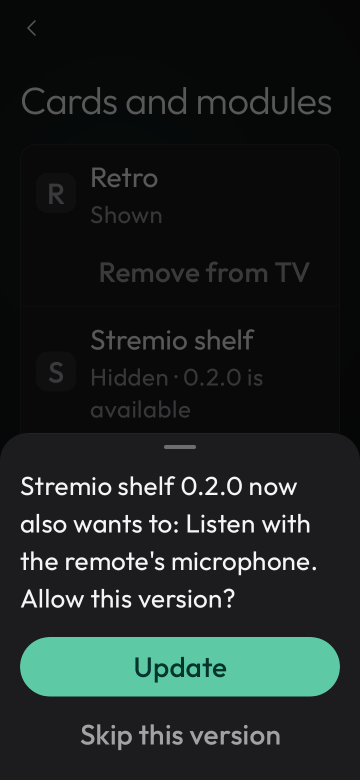 Cards and modules
R
Retro
Shown
Remove from TV
S
Stremio shelf
Hidden · 0.2.0 is
available
Stremio shelf 0.2.0 now
also wants to: Listen with
the remote's microphone.
Allow this version?
Update
Skip this version